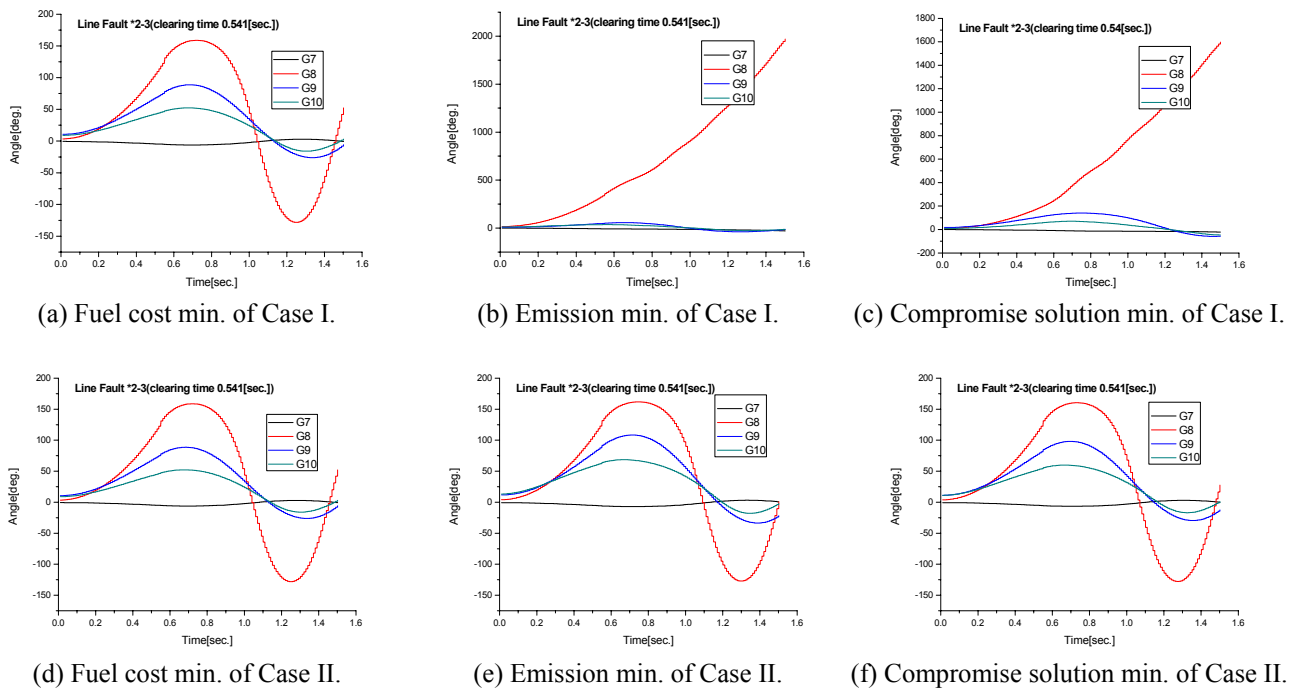 Line Fault *2-3(clearing time 0.541[sec.])
G7
G8
G9
G10
200
150
100
50
0
-50
-100
-150
Angle[deg.]
0.0 0.2 0.4 0.6 0.8 1.0 1.2 1.4 1.6
Time[sec.]
(a) Fuel cost min. of Case I.
Line Fault *2-3(clearing time 0.541[sec.])
G7
G8
G9
G10
2000
1500
1000
500
0
Angle[deg.]
0.0 0.2 0.4 0.6 0.8 1.0 1.2 1.4 1.6
Time[sec.]
(b) Emission min. of Case I.
Line Fault *2-3(clearing time 0.54[sec.])
G7
G8
G9
G10
1800
1600
1400
1200
1000
800
600
400
200
0
-200
Angle[deg.]
0.0 0.2 0.4 0.6 0.8 1.0 1.2 1.4 1.6
Time[sec.]
(c) Compromise solution min. of Case I.
Line Fault *2-3(clearing time 0.541[sec.])
G7
G8
G9
G10
200
150
100
50
0
-50
-100
-150
Angle[deg.]
0.0 0.2 0.4 0.6 0.8 1.0 1.2 1.4 1.6
Time[sec.]
(d) Fuel cost min. of Case II.
Line Fault *2-3(clearing time 0.541[sec.])
G7
G8
G9
G10
200
150
100
50
0
-50
-100
-150
Angle[deg.]
0.0 0.2 0.4 0.6 0.8 1.0 1.2 1.4 1.6
Time[sec.]
(e) Emission min. of Case II.
Line Fault *2-3(clearing time 0.541[sec.])
G7
G8
G9
G10
200
150
100
50
0
-50
-100
-150
Angle[deg.]
0.0 0.2 0.4 0.6 0.8 1.0 1.2 1.4 1.6
Time[sec.]
(f) Compromise solution min. of Case II.